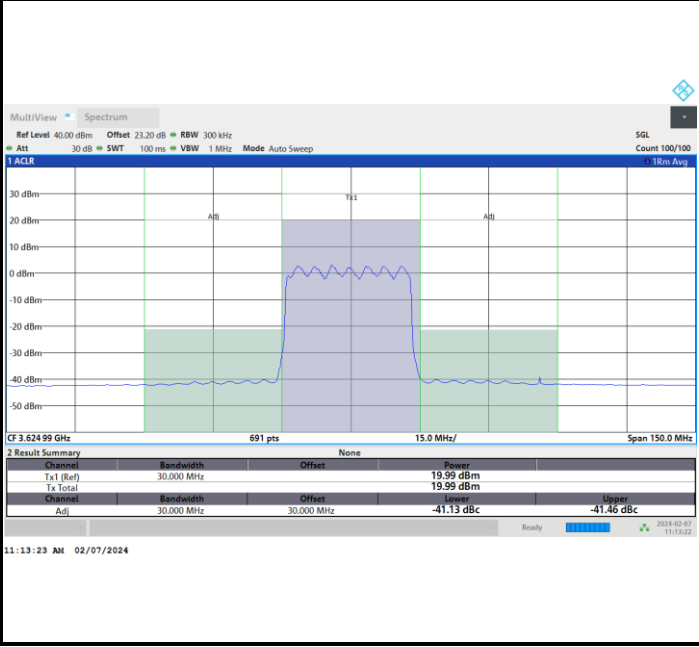 MultiView Spectrum
Ref Level 40.00 dBm Offset 23.20 dB RBW 300 kHz SGL
Att 30 dB SWT 100 ms VBW 1 MHz Mode Auto Sweep Count 100/100
1 ACLR 1Rm Avg
Tx1
Adj Adj
30 dBm
20 dBm
10 dBm
0 dBm
-10 dBm
-20 dBm
-30 dBm
-40 dBm
-50 dBm
CF 3.624 99 GHz 691 pts 15.0 MHz/ Span 150.0 MHz
2 Result Summary None
Channel Bandwidth Offset Power
Tx1 (Ref) 30.000 MHz 19.99 dBm
Tx Total 19.99 dBm
Channel Bandwidth Offset Lower Upper
Adj 30.000 MHz 30.000 MHz -41.13 dBc -41.46 dBc
Ready 2024-02-07
11:13:22
11:13:23 AM 02/07/2024